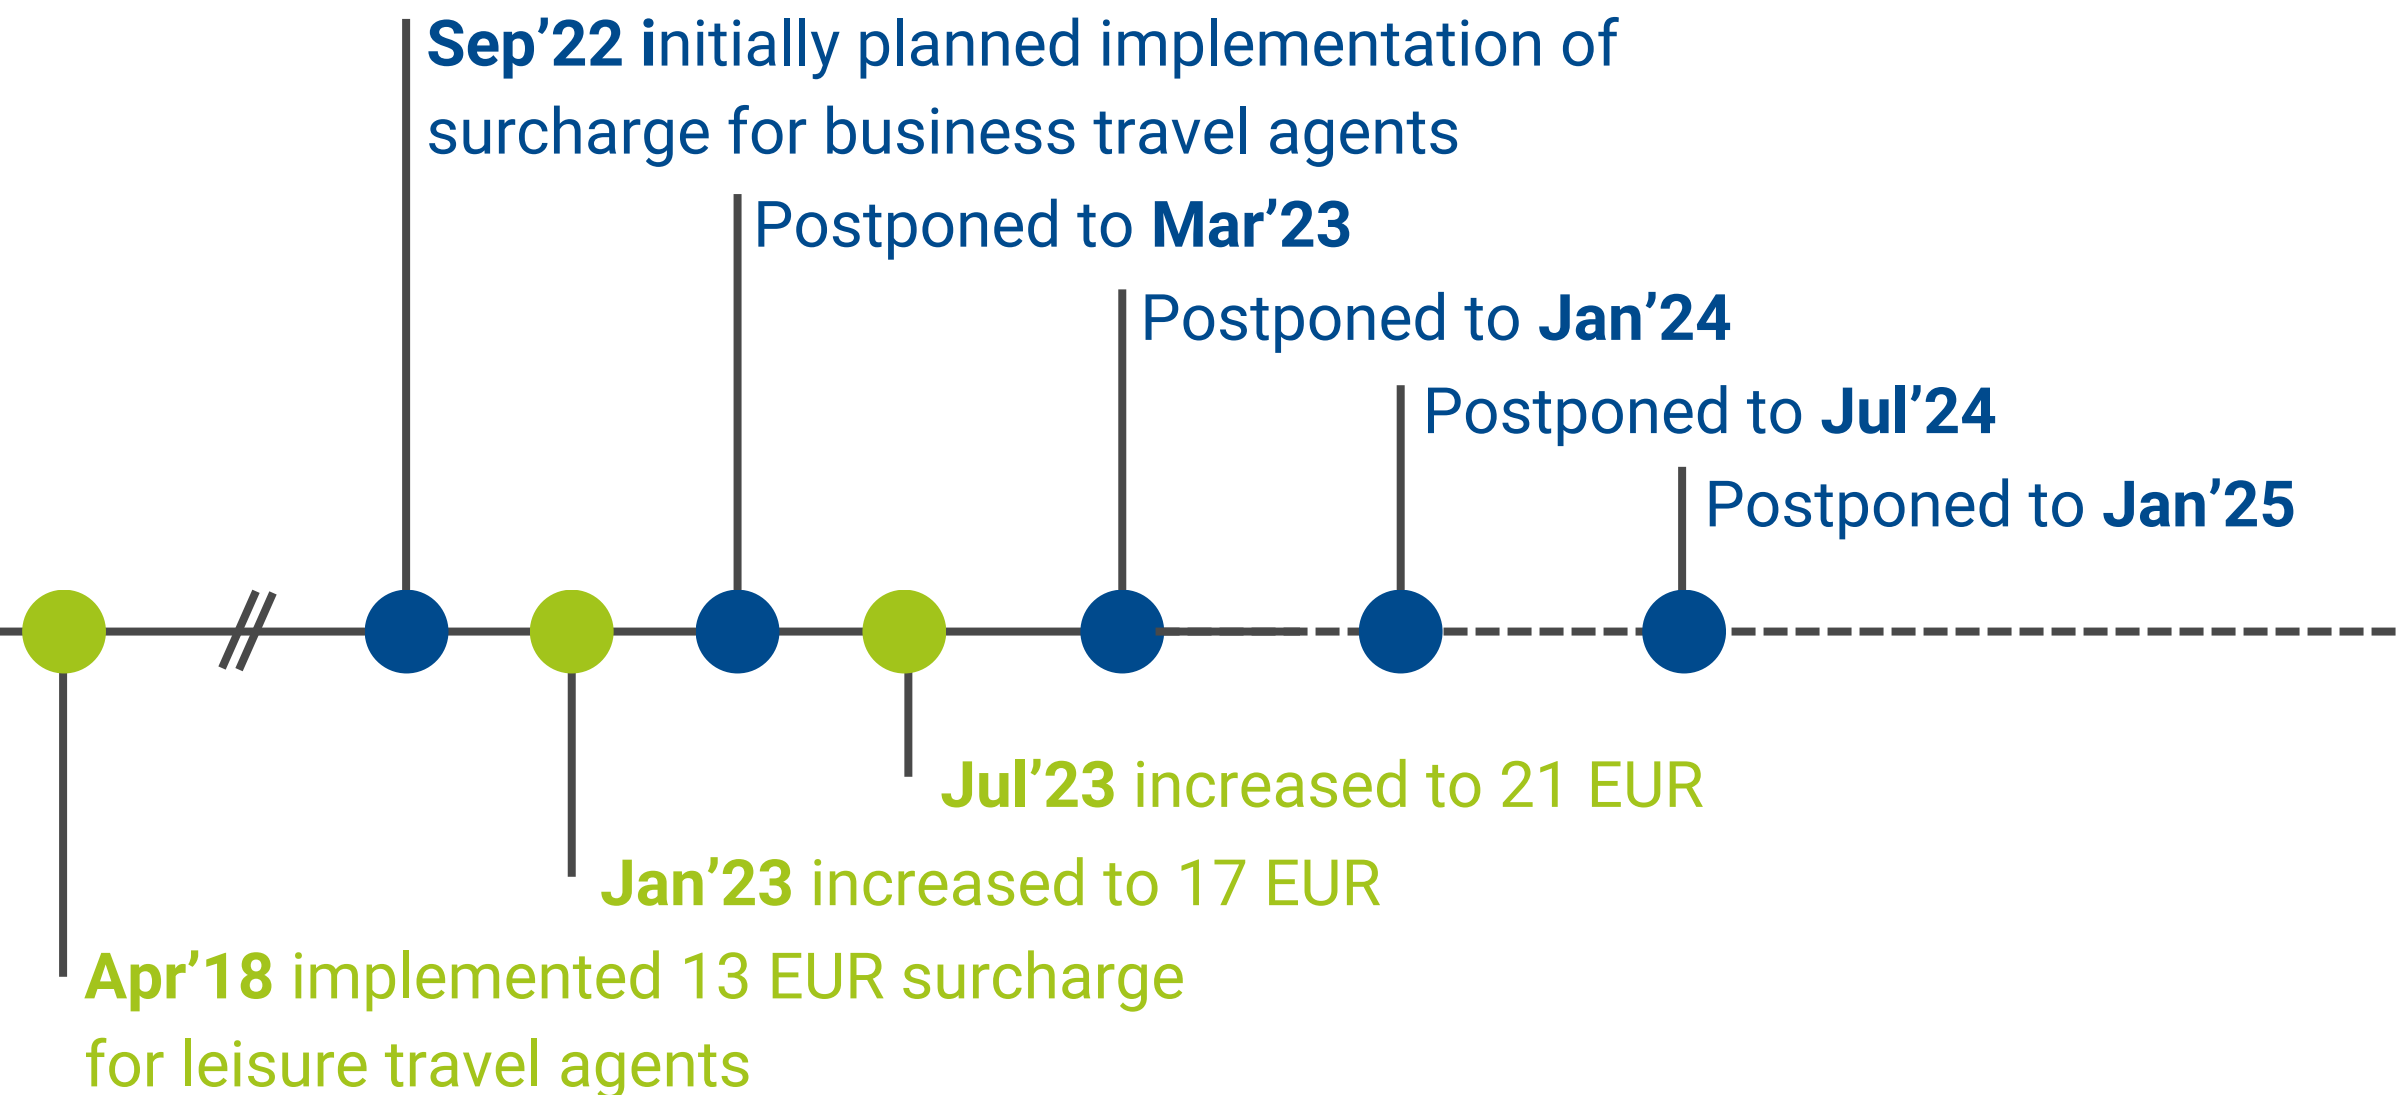 Sep’22 initially planned implementation of
surcharge for business travel agents
Postponed to Mar’23
Postponed to Jan’24
Postponed to Jul’24
Postponed to Jan’25
Jul’23 increased to 21 EUR
Jan’23 increased to 17 EUR
Apr’18 implemented 13 EUR surcharge
for leisure travel agents